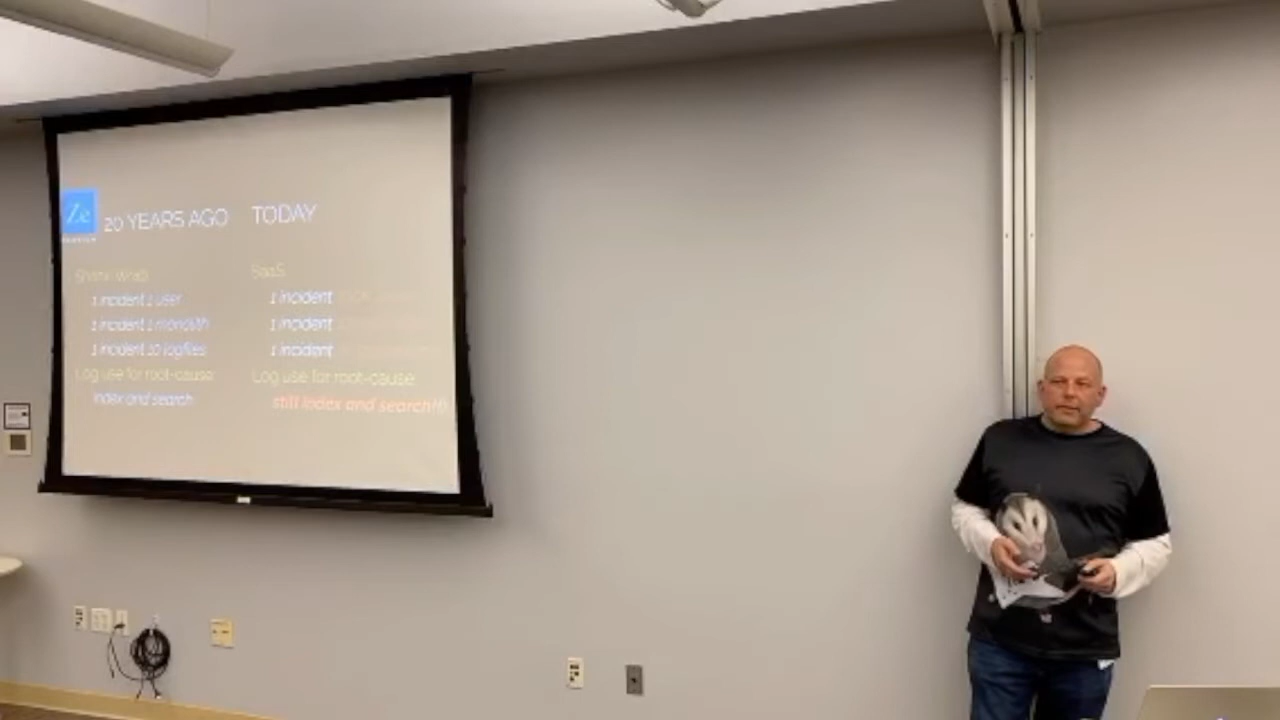 Ze
20 YEARS AGO
Shrink wrap
1 incident 1 user
1 incident 1 monolith
1 incident 10 logfiles
Log use for root-cause
index and search
TODAY
SaaS
1 incident
1 incident
1 incident
Log use for root-cause
still index and search!!!